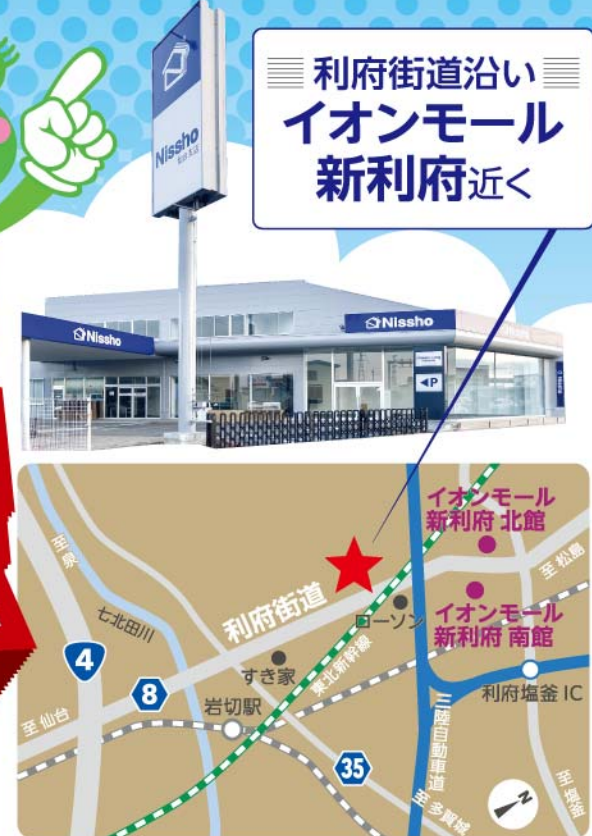 利府街道沿い
イオンモール
新利府近く
Nissho
Nissho
Nissho
P
イオンモール
新利府 北館
至 松島
至 泉
七北田川
利府街道
ローソン
イオンモール
新利府 南館
4
すき家
東北新幹線
8
岩切駅
利府塩釜 IC
至 仙台
三陸自動車道
35
至 多賀城
至 塩釜
N